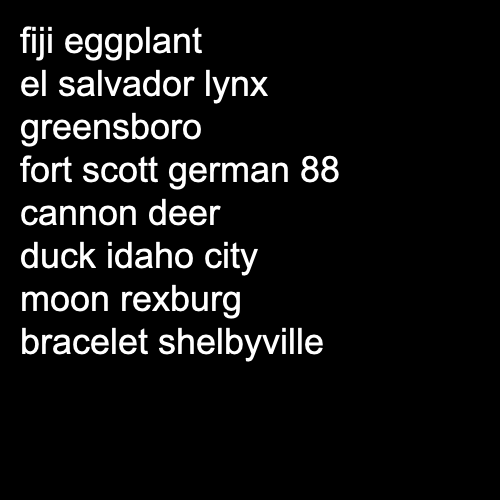 fiji eggplant
el salvador lynx
greensboro
fort scott german 88
cannon deer
duck idaho city
moon rexburg
bracelet shelbyville